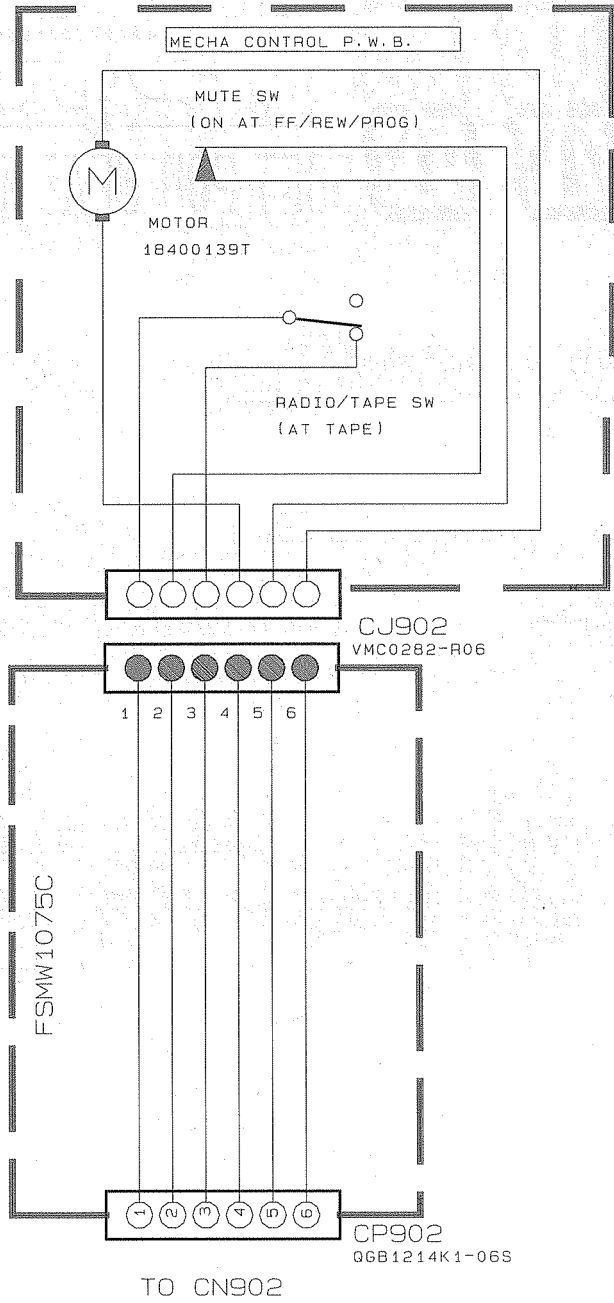 MECHA CONTROL P.W.B.
MUTE SW
(ON AT FF/REW/PROG)
M
MOTOR
18400139T
RADIO/TAPE SW
(AT TAPE)
CJ902
VMC0282-R06
1 2 3 4 5 6
FSMW1075C
1 2 3 4 5 6
CP902
QGB1214K1-06S
TO CN902